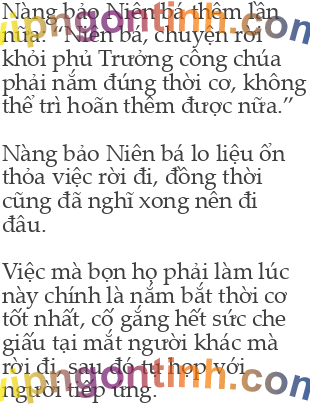 Nàng bảo Niên bá thêm lần
nữa: “Niên bá, chuyện rời
khỏi phủ Trưởng công chúa
phải nắm đúng thời cơ, không
thể trì hoãn thêm được nữa.”
Nàng bảo Niên bá lo liệu ổn
thỏa việc rời đi, đồng thời
cũng đã nghĩ xong nên đi
đâu.
Việc mà bọn họ phải làm lúc
này chính là nắm bắt thời cơ
tốt nhất, cố gắng hết sức che
giấu tai mắt người khác mà
rời đi, sau đó tụ họp với
người tiếp ứng.
vipngontinh.com
vipngontinh.com